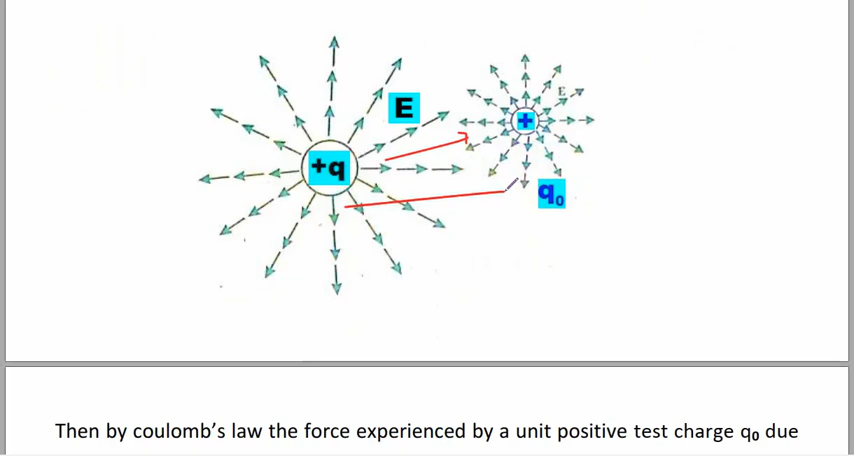 E
E
+
+q
q₀
Then by coulomb’s law the force experienced by a unit positive test charge q₀ due